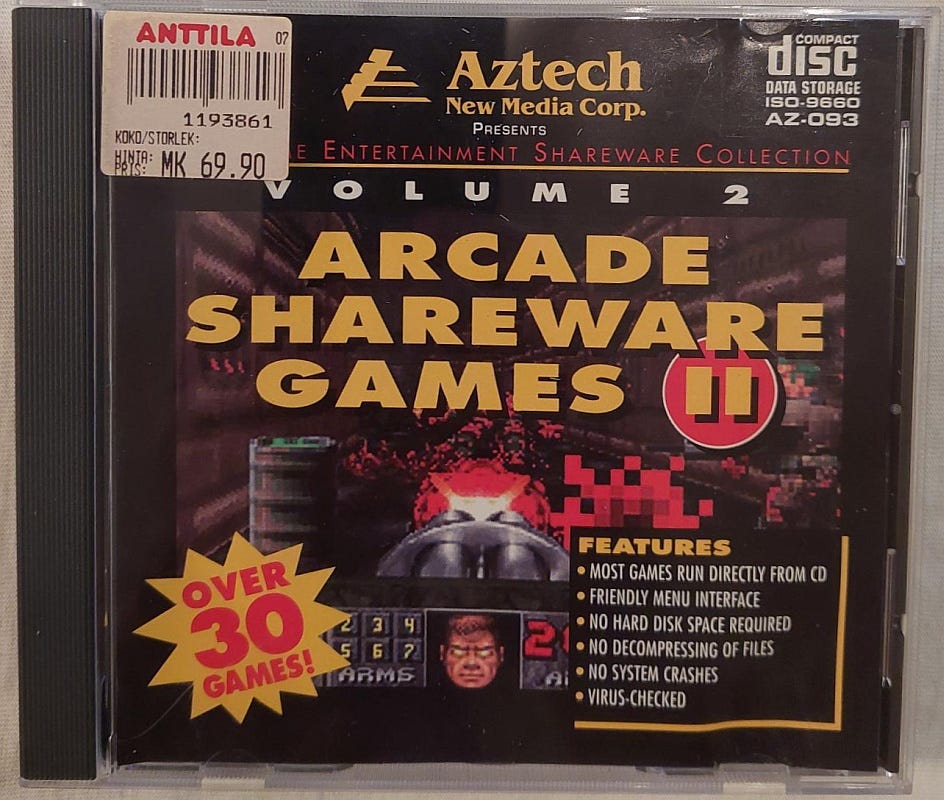 ANTTILA 07
1193861
KOKO/STORLEK:
HINTA:
PRIS: MK 69.90
Aztech
New Media Corp.
PRESENTS
COMPACT
disc
DATA STORAGE
ISO-9660
AZ-093
ENTERTAINMENT SHAREWARE COLLECTION
VOLUME 2
ARCADE
SHAREWARE
GAMES II
OVER
30
GAMES!
FEATURES
• MOST GAMES RUN DIRECTLY FROM CD
• FRIENDLY MENU INTERFACE
• NO HARD DISK SPACE REQUIRED
• NO DECOMPRESSING OF FILES
• NO SYSTEM CRASHES
• VIRUS-CHECKED
2 3 4
5 6 7
ARMS